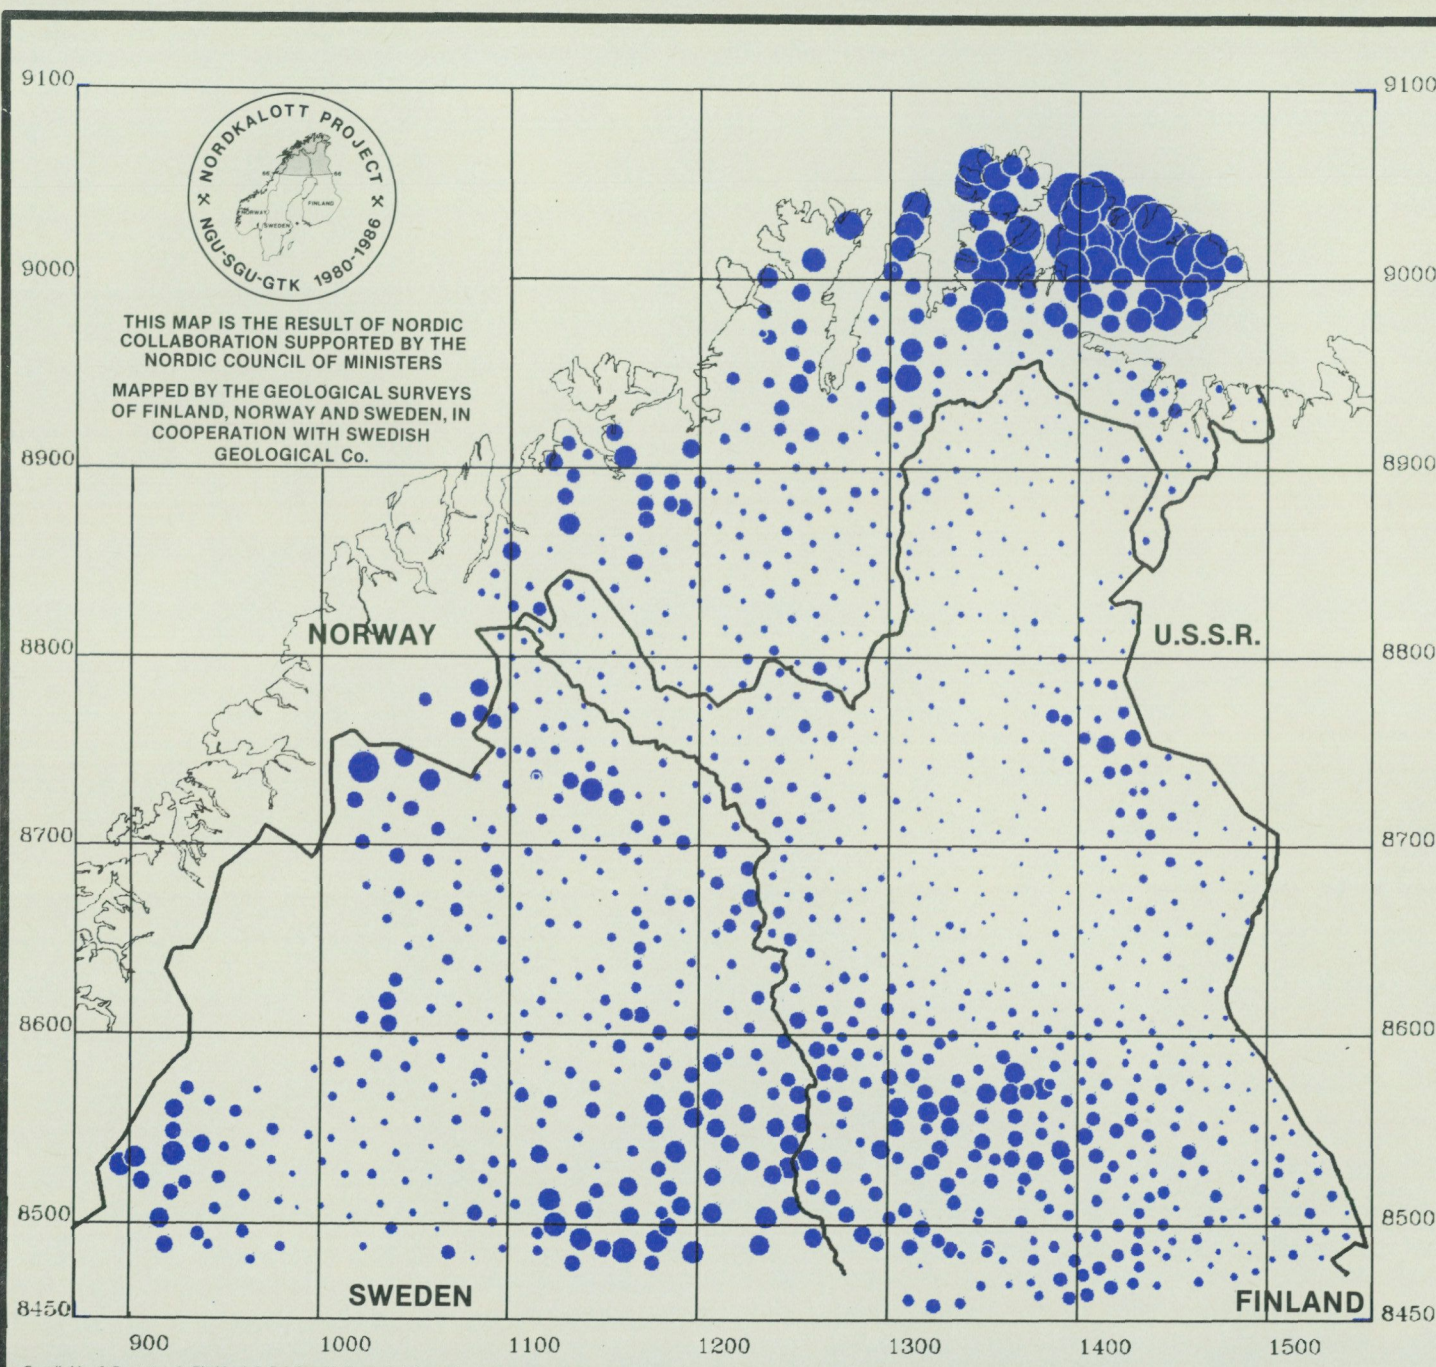 9100
9100
NORDKALOTT PROJECT
66
66
NORWAY
SWEDEN
FINLAND
NGU-SGU-GTK 1980-1986
THIS MAP IS THE RESULT OF NORDIC
COLLABORATION SUPPORTED BY THE
NORDIC COUNCIL OF MINISTERS
MAPPED BY THE GEOLOGICAL SURVEYS
OF FINLAND, NORWAY AND SWEDEN, IN
COOPERATION WITH SWEDISH
GEOLOGICAL Co.
9000
9000
8900
8900
NORWAY
U.S.S.R.
8800
8800
8700
8700
8600
8600
8500
8500
SWEDEN
FINLAND
8450
8450
900
1000
1100
1200
1300
1400
1500